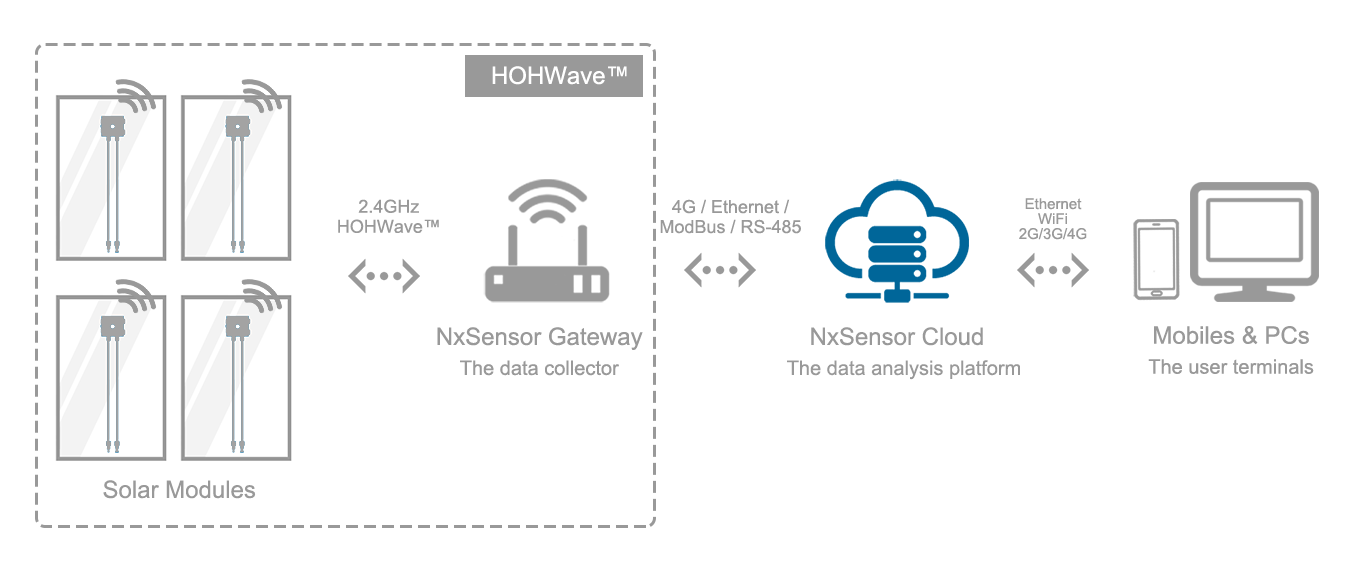 HOHWave™
2.4GHz
HOHWave™
4G / Ethernet /
ModBus / RS-485
Ethernet
WiFi
2G/3G/4G
NxSensor Gateway
The data collector
NxSensor Cloud
The data analysis platform
Mobiles & PCs
The user terminals
Solar Modules